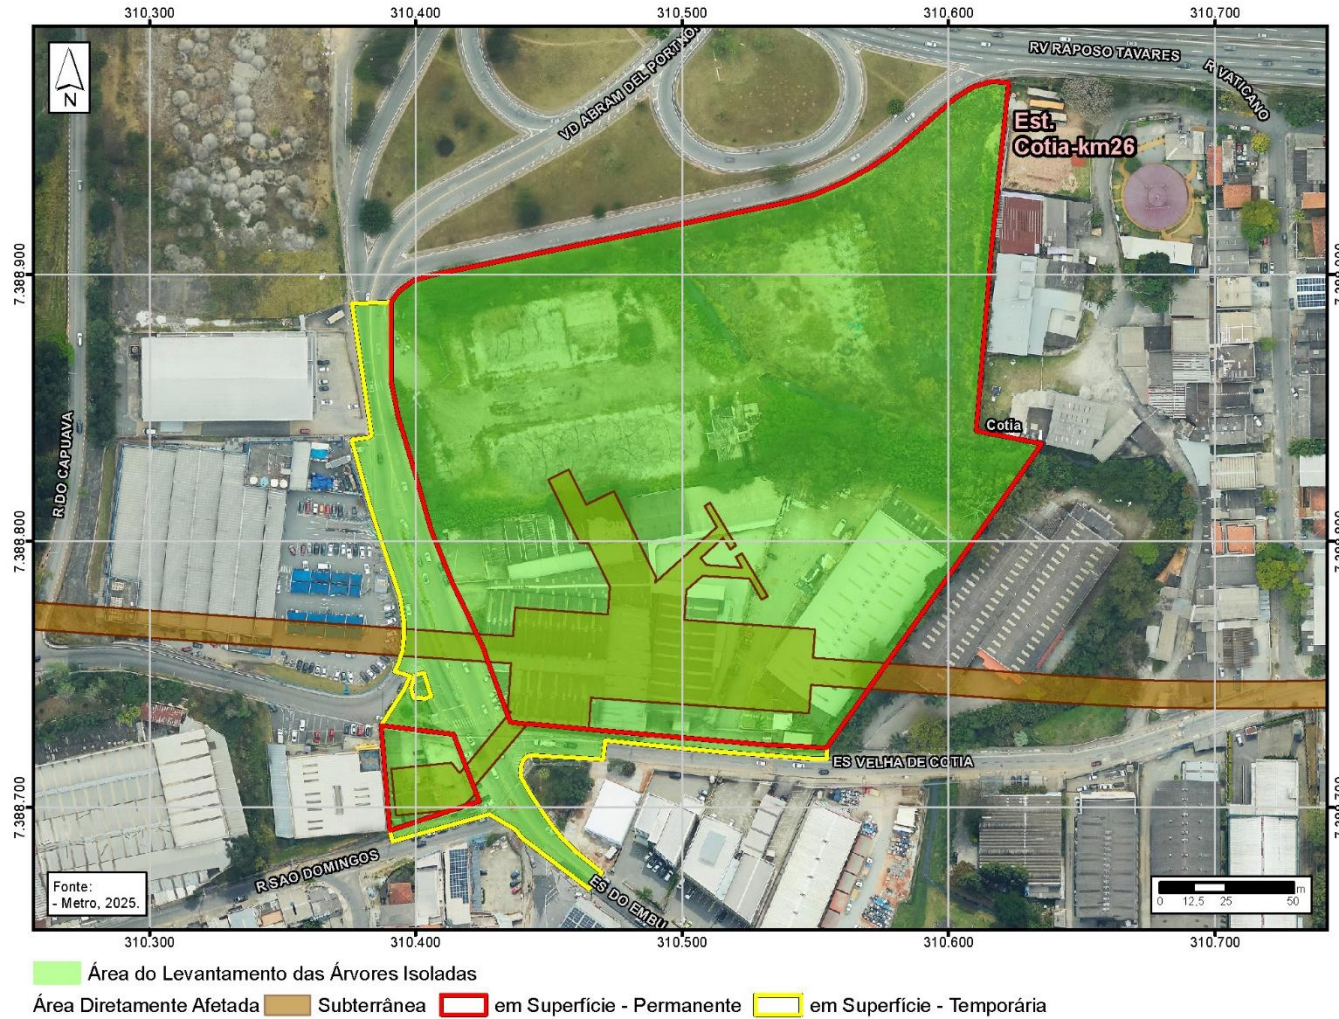 310.300 310.400 310.500 310.600 310.700
N
VD ABRAM DEL PORTNOI
RV RAPOSO TAVARES
R VATICANO
Est.
Cotia-km26
7.388.900
Cotia
R DO CAPUAVA
7.388.800
ES VELHA DE COTIA
7.388.700
R SAO DOMINGOS
ES DO EMBU
Fonte:
- Metro, 2025.
m
0 12.5 25 50
310.300 310.400 310.500 310.600 310.700
Área do Levantamento das Árvores Isoladas
Área Diretamente Afetada Subterrânea em Superfície - Permanente em Superfície - Temporária